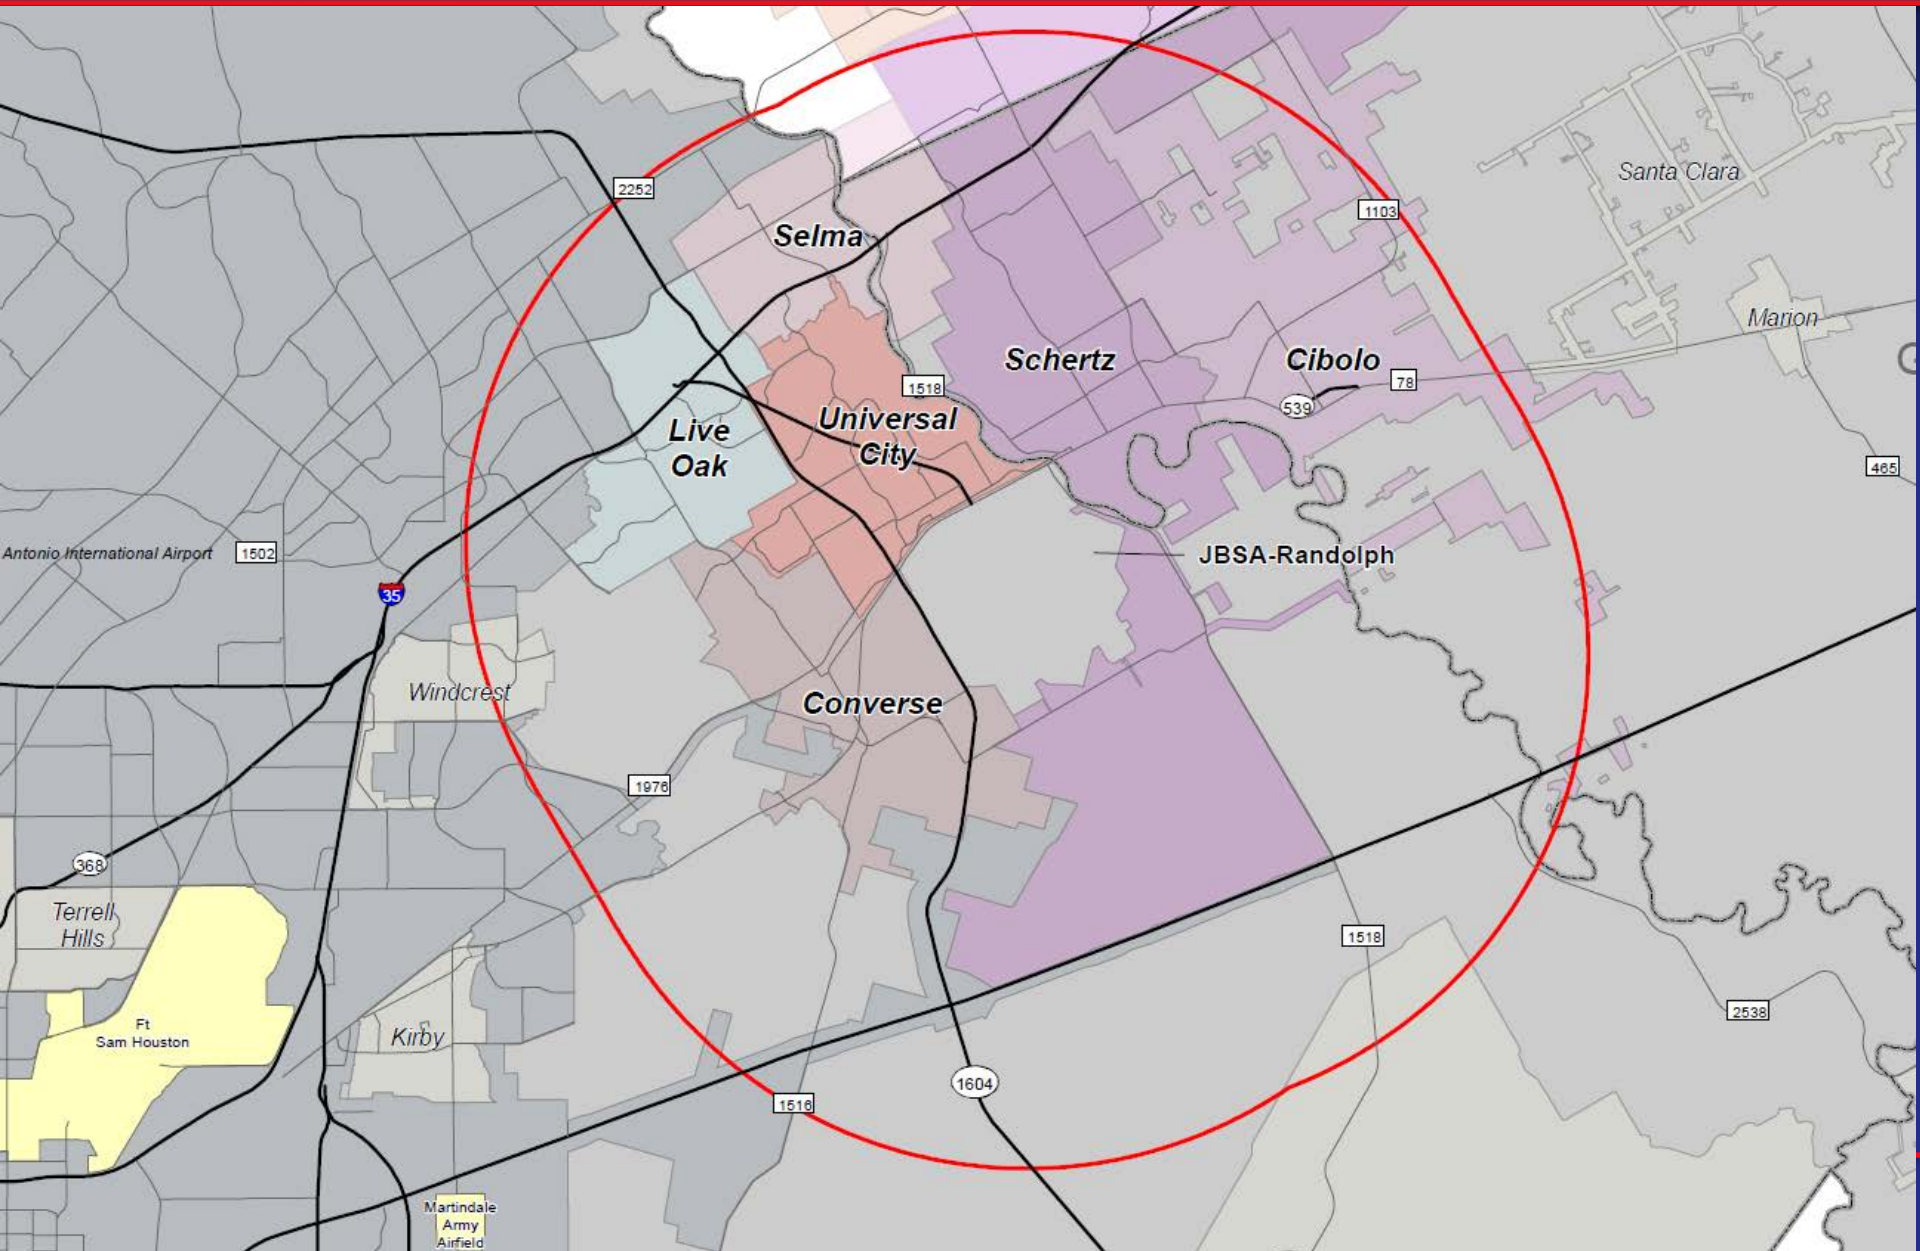 Santa Clara
2252
1103
Selma
Marion
Schertz
Cibolo
78
1518
539
Universal
City
Live
Oak
465
Antonio International Airport
1502
JBSA-Randolph
35
Windcrest
Converse
1976
368
Terrell
Hills
1518
2538
Ft
Sam Houston
Kirby
1604
1516
Martindale
Army
Airfield